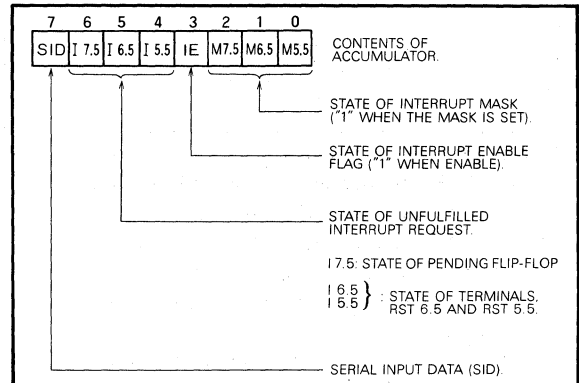 7 6 5 4 3 2 1 0
SID I 7.5 I 6.5 I 5.5 IE M7.5 M6.5 M5.5
CONTENTS OF
ACCUMULATOR.
STATE OF INTERRUPT MASK
("1" WHEN THE MASK IS SET).
STATE OF INTERRUPT ENABLE
FLAG ("1" WHEN ENABLE).
STATE OF UNFULFILLED
INTERRUPT REQUEST.
I 7.5: STATE OF PENDING FLIP-FLOP
I 6.5
I 5.5 } : STATE OF TERMINALS,
RST 6.5 AND RST 5.5.
SERIAL INPUT DATA (SID).